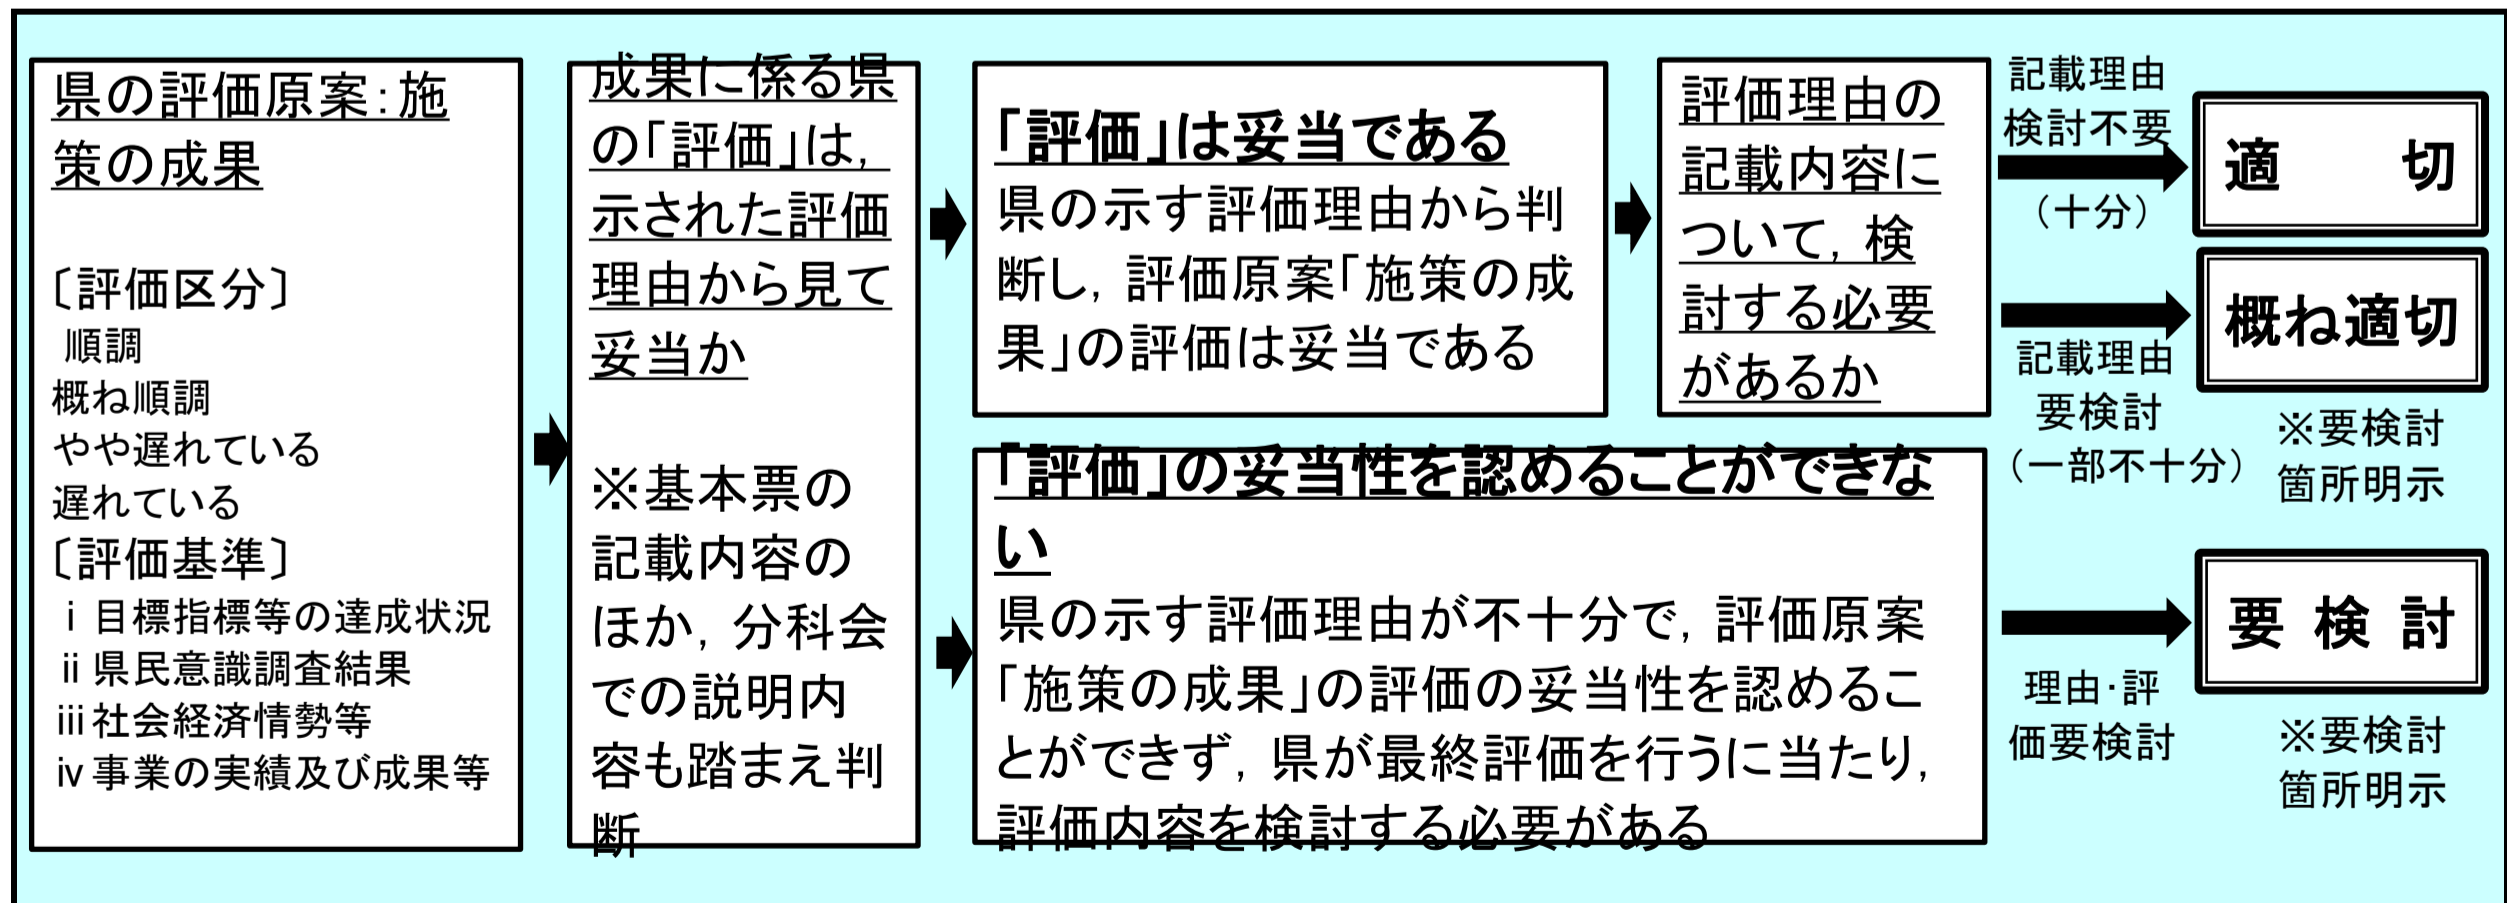 県の評価原案：施
策の成果
〔評価区分〕
順調
概ね順調
やや遅れている
遅れている
〔評価基準〕
ⅰ 目標指標等の達成状況
ⅱ 県民意識調査結果
ⅲ 社会経済情勢等
ⅳ 事業の実績及び成果等
成果に係る県
の「評価」は，
示された評価
理由から見て
妥当か
※基本票の
記載内容の
ほか，分科会
での説明内
容も踏まえ判
断
「評価」は妥当である
県の示す評価理由から判
断し，評価原案「施策の成
果」の評価は妥当である
評価理由の
記載内容に
ついて，検
討する必要
があるか
記載理由
検討不要
（十分）
適　　切
記載理由
要検討
（一部不十分）
概ね適切
※要検討
箇所明示
「評価」の妥当性を認めることができな
い
県の示す評価理由が不十分で，評価原案
「施策の成果」の評価の妥当性を認めるこ
とができず，県が最終評価を行うに当たり，
評価内容を検討する必要がある
理由・評
価要検討
要 検 討
※要検討
箇所明示